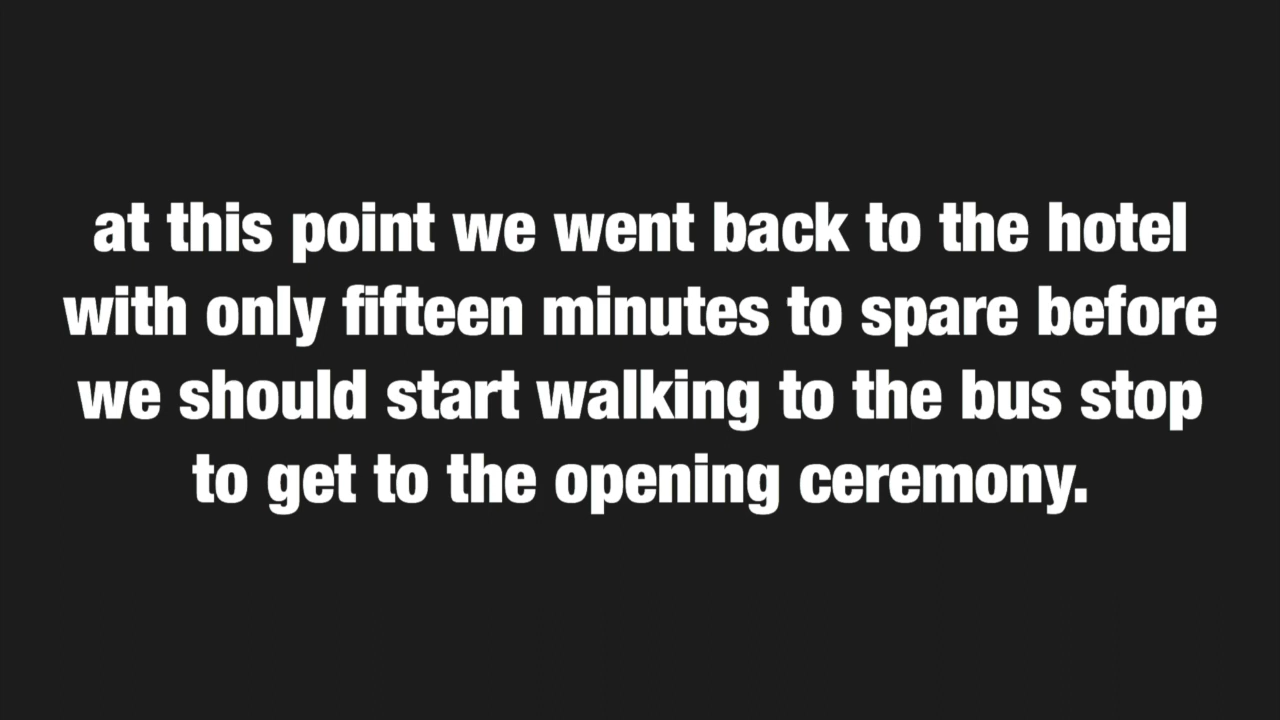 at this point we went back to the hotel
with only fifteen minutes to spare before
we should start walking to the bus stop
to get to the opening ceremony.